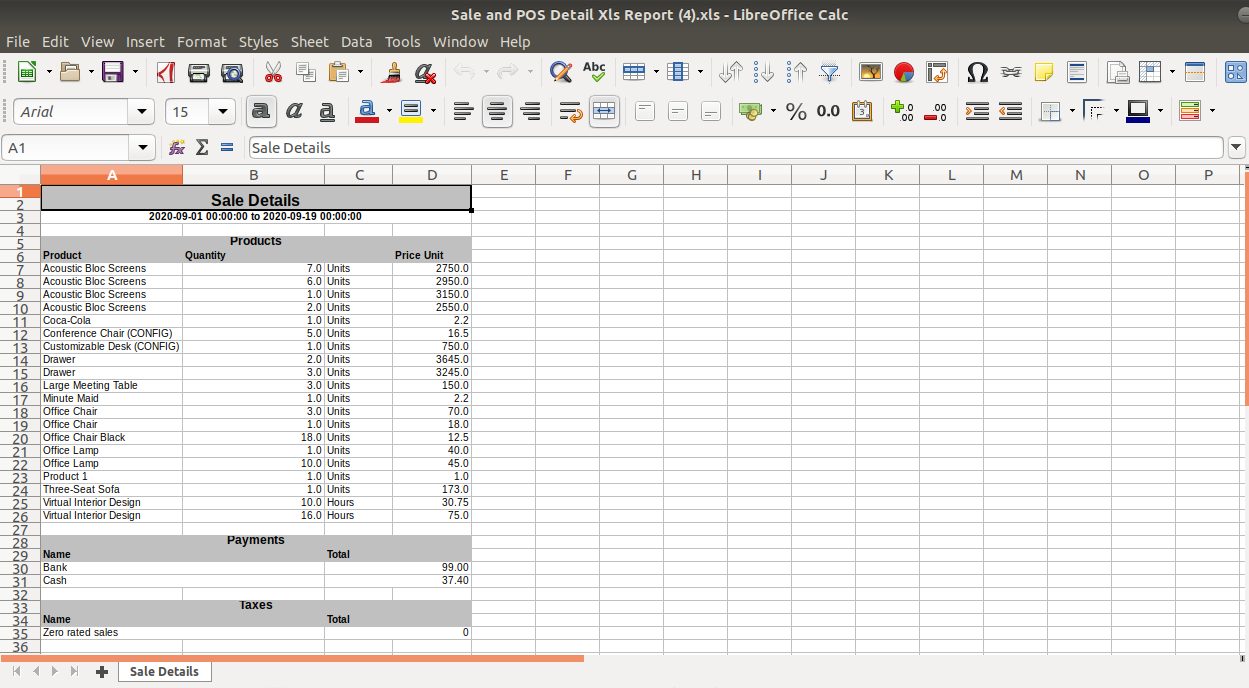 Sale and POS Detail Xls Report (4).xls - LibreOffice Calc
File Edit View Insert Format Styles Sheet Data Tools Window Help
Abc
Arial 15 a a a a % 0.0
A1 Sale Details
A B C D E F G H I J K L M N O P
1
2 Sale Details
3 2020-09-01 00:00:00 to 2020-09-19 00:00:00
4
5 Products
6 Product Quantity Price Unit
7 Acoustic Bloc Screens 7.0 Units 2750.0
8 Acoustic Bloc Screens 6.0 Units 2950.0
9 Acoustic Bloc Screens 1.0 Units 3150.0
10 Acoustic Bloc Screens 2.0 Units 2550.0
11 Coca-Cola 1.0 Units 2.2
12 Conference Chair (CONFIG) 5.0 Units 16.5
13 Customizable Desk (CONFIG) 1.0 Units 750.0
14 Drawer 2.0 Units 3645.0
15 Drawer 3.0 Units 3245.0
16 Large Meeting Table 3.0 Units 150.0
17 Minute Maid 1.0 Units 2.2
18 Office Chair 3.0 Units 70.0
19 Office Chair 1.0 Units 18.0
20 Office Chair Black 18.0 Units 12.5
21 Office Lamp 1.0 Units 40.0
22 Office Lamp 10.0 Units 45.0
23 Product 1 1.0 Units 1.0
24 Three-Seat Sofa 1.0 Units 173.0
25 Virtual Interior Design 10.0 Hours 30.75
26 Virtual Interior Design 16.0 Hours 75.0
27
28 Payments
29 Name Total
30 Bank 99.00
31 Cash 37.40
32
33 Taxes
34 Name Total
35 Zero rated sales 0
36
Sale Details